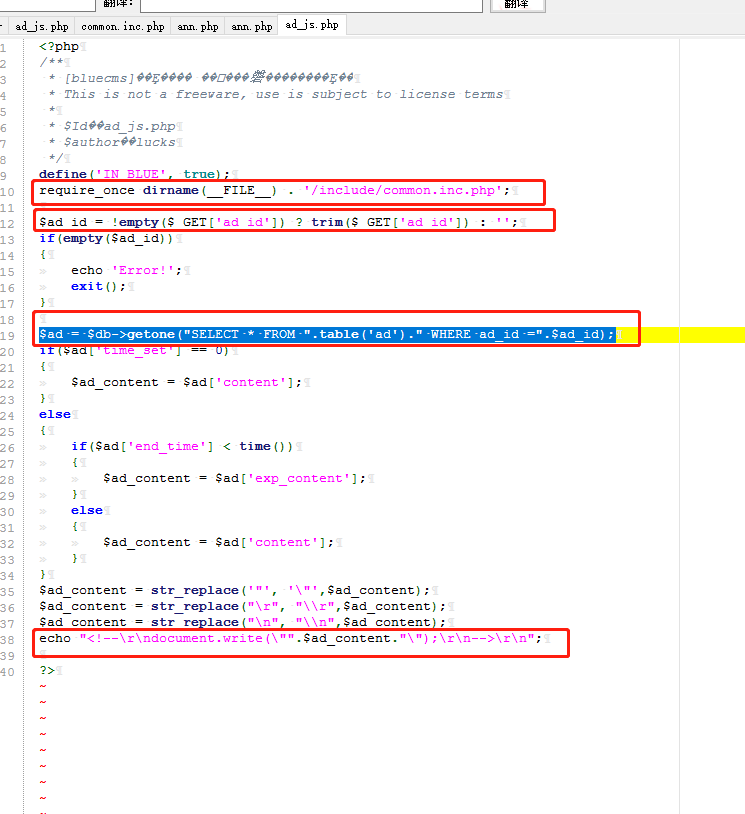 翻译:
翻译
ad_js.php common.inc.php ann.php ann.php ad_js.php
1 <?php
2 /**
3 * [bluecms]
4 * This is not a freeware, use is subject to license terms
5 *
6 * $Id��ad_js.php
7 * $author��lucks
8 */
9 define('IN_BLUE', true);
10 require_once dirname(__FILE__) . '/include/common.inc.php';
11
12 $ad_id = !empty($_GET['ad_id']) ? trim($_GET['ad_id']) : '';
13 if(empty($ad_id))
14 {
15 echo 'Error!';
16 exit();
17 }
18
19 $ad = $db->getone("SELECT * FROM ".table('ad')." WHERE ad_id =".$ad_id);
20 if($ad['time_set'] == 0)
21 {
22 $ad_content = $ad['content'];
23 }
24 else
25 {
26 if($ad['end_time'] < time())
27 {
28 $ad_content = $ad['exp_content'];
29 }
30 else
31 {
32 $ad_content = $ad['content'];
33 }
34 }
35 $ad_content = str_replace('"', '\"',$ad_content);
36 $ad_content = str_replace("\r", "\\r",$ad_content);
37 $ad_content = str_replace("\n", "\\n",$ad_content);
38 echo "<!--\r\ndocument.write(\"".$ad_content."\");\r\n-->\r\n";
39
40 ?>
~
~
~
~
~
~
~
~